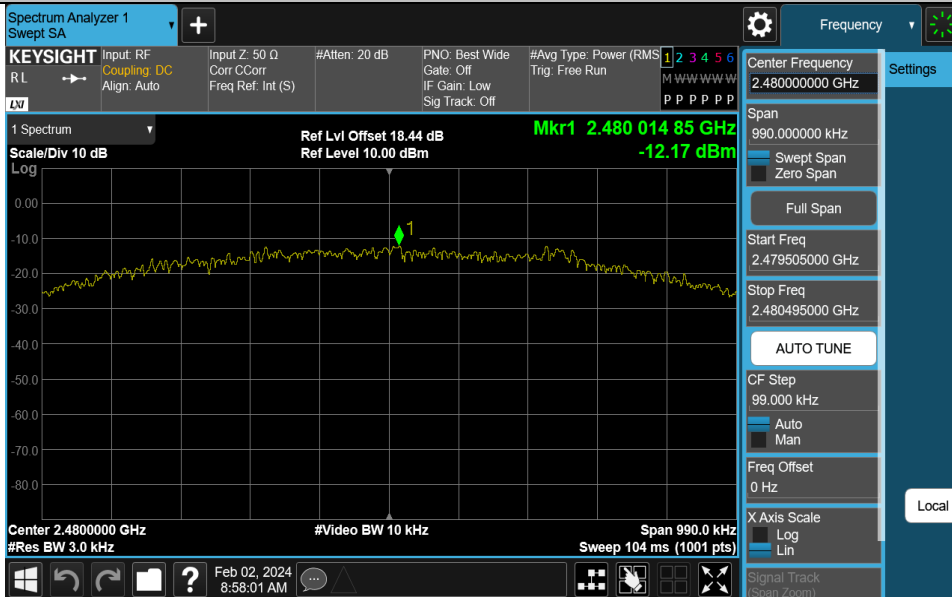 Spectrum Analyzer 1
Swept SA
Frequency
KEYSIGHT
RL
LXI
Input: RF
Coupling: DC
Align: Auto
Input Z: 50 Ω
Corr CCorr
Freq Ref: Int (S)
#Atten: 20 dB
PNO: Best Wide
Gate: Off
IF Gain: Low
Sig Track: Off
#Avg Type: Power (RMS
Trig: Free Run
1 2 3 4 5 6
M W W W W W
P P P P P P
Center Frequency
2.480000000 GHz
Settings
Span
990.000000 kHz
Swept Span
Zero Span
Full Span
Start Freq
2.479505000 GHz
Stop Freq
2.480495000 GHz
AUTO TUNE
CF Step
99.000 kHz
Auto
Man
Freq Offset
0 Hz
X Axis Scale
Log
Lin
Signal Track
(Span Zoom)
Local
1 Spectrum
Scale/Div 10 dB
Ref Lvl Offset 18.44 dB
Ref Level 10.00 dBm
Mkr1 2.480 014 85 GHz
-12.17 dBm
Log
0.00
1
-10.0
-20.0
-30.0
-40.0
-50.0
-60.0
-70.0
-80.0
Center 2.4800000 GHz
#Res BW 3.0 kHz
#Video BW 10 kHz
Span 990.0 kHz
Sweep 104 ms (1001 pts)
?
Feb 02, 2024
8:58:01 AM